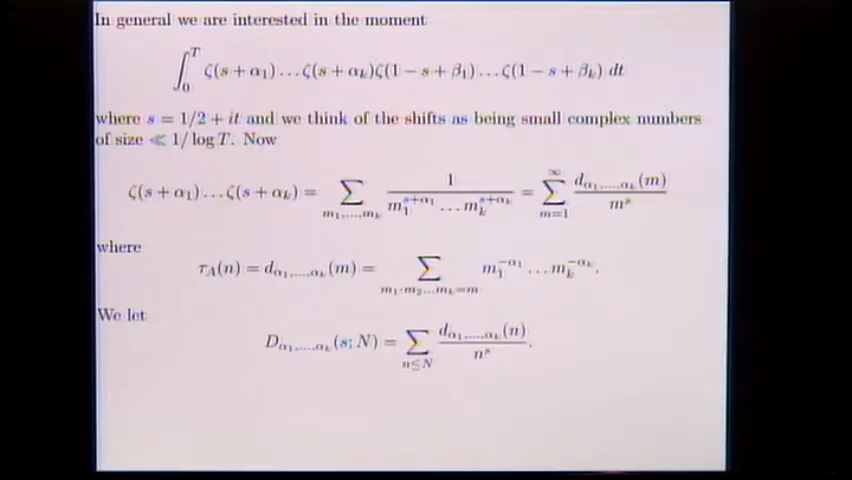 In general we are interested in the moment
∫_0^T ζ(s + α_1) … ζ(s + α_k)ζ(1 − s + β_1) … ζ(1 − s + β_k) dt
where s = 1/2 + it and we think of the shifts as being small complex numbers
of size ≪ 1/ log T. Now
ζ(s + α_1) … ζ(s + α_k) = ∑_{m_1,…,m_k} 1 / (m_1^{s+α_1} … m_k^{s+α_k}) = ∑_{m=1}^∞ d_{α_1,…,α_k}(m) / m^s
where
τ_A(n) = d_{α_1,…,α_k}(m) = ∑_{m_1·m_2…m_k=m} m_1^{−α_1} … m_k^{−α_k}.
We let
D_{α_1,…,α_k}(s; N) = ∑_{n≤N} d_{α_1,…,α_k}(n) / n^s.